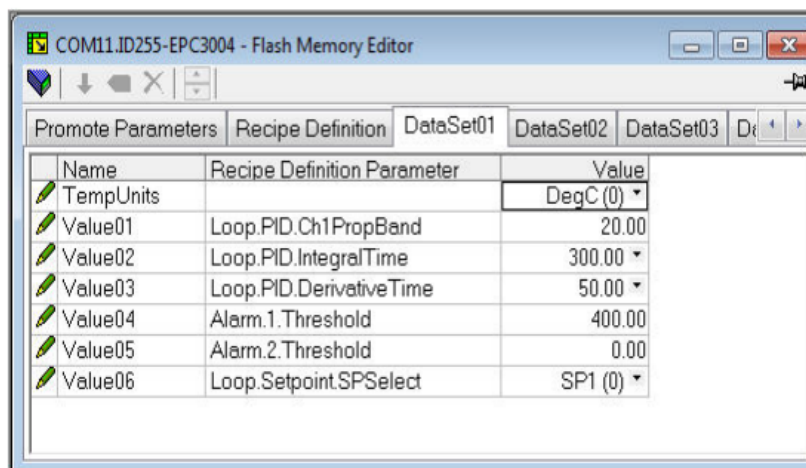 COM11.ID255-EPC3004 - Flash Memory Editor
Promote Parameters Recipe Definition DataSet01 DataSet02 DataSet03
Name Recipe Definition Parameter Value
TempUnits DegC (0)
Value01 Loop.PID.Ch1PropBand 20.00
Value02 Loop.PID.IntegralTime 300.00
Value03 Loop.PID.DerivativeTime 50.00
Value04 Alarm.1.Threshold 400.00
Value05 Alarm.2.Threshold 0.00
Value06 Loop.Setpoint.SPSelect SP1 (0)